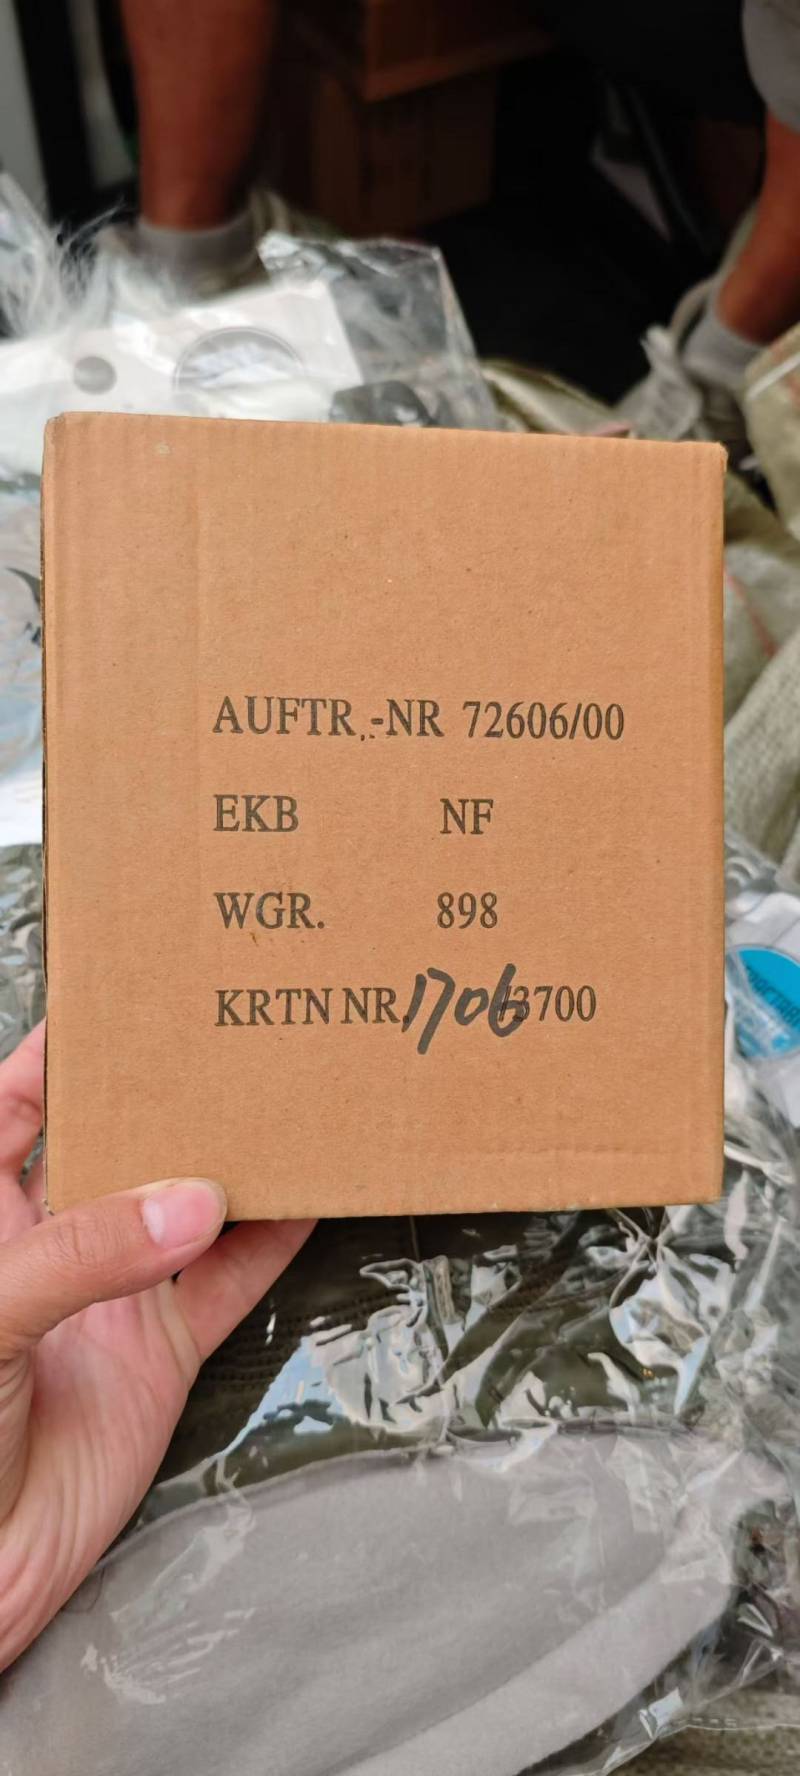 AUFTR.-NR 72606/00
EKB NF
WGR. 898
KRTN NR. 1706/3700